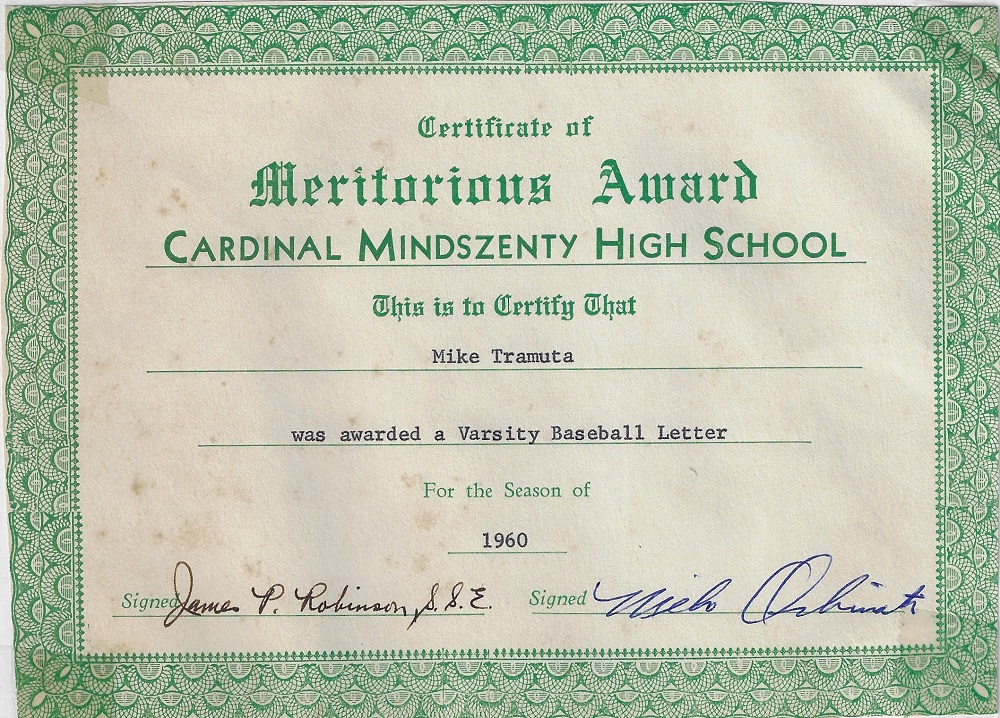 Certificate of
Meritorious Award
CARDINAL MINDSZENTY HIGH SCHOOL
This is to Certify That
Mike Tramuta
was awarded a Varsity Baseball Letter
For the Season of
1960
Signed James P. Robinson, S.S.E. Signed